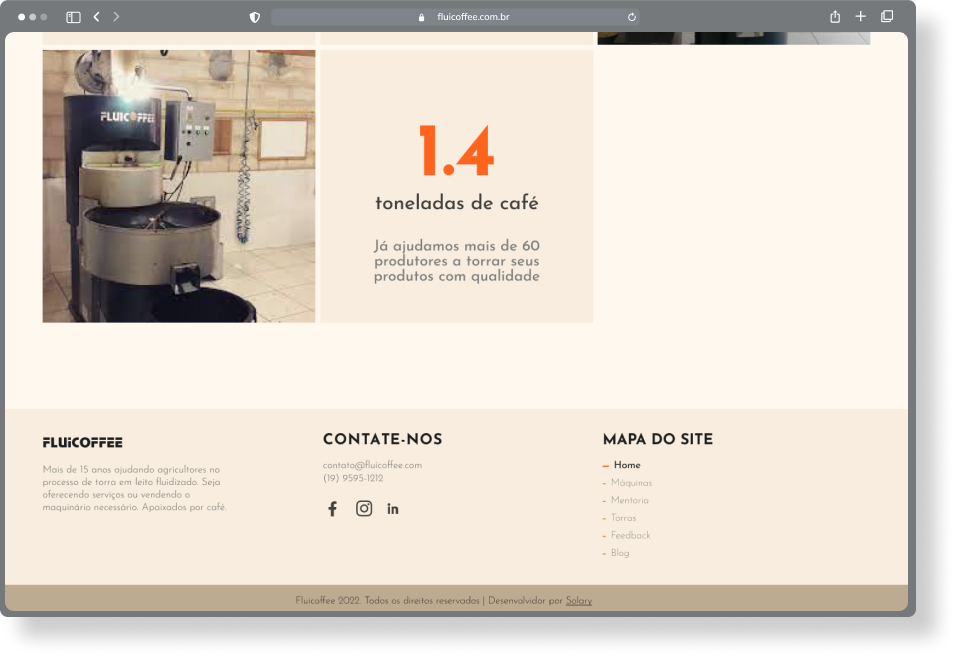 fluicoffee.com.br
FLUICOFFEE
1.4
toneladas de café
Já ajudamos mais de 60
produtores a torrar seus
produtos com qualidade
FLUiCOFFEE
Mais de 15 anos ajudando agricultores no
processo de torra em leito fluidizado. Seja
oferecendo serviços ou vendendo o
maquinário necessário. Apaixados por café.
CONTATE-NOS
contato@fluicoffee.com
(19) 9595-1212
MAPA DO SITE
– Home
- Máquinas
- Mentoria
- Torras
- Feedback
- Blog
Fluicoffee 2022. Todos os direitos reservados | Desenvolvidor por Solary